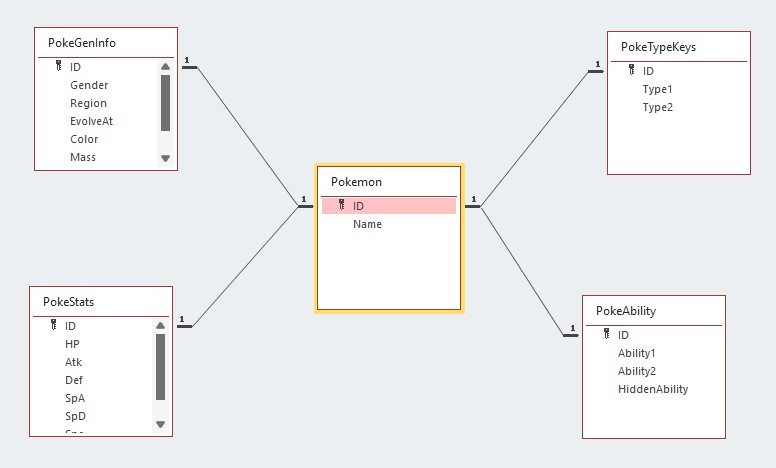 PokeGenInfo
ID
Gender
Region
EvolveAt
Color
Mass
1
PokeTypeKeys
ID
Type1
Type2
1
Pokemon
ID
Name
1
1
PokeStats
ID
HP
Atk
Def
SpA
SpD
1
PokeAbility
ID
Ability1
Ability2
HiddenAbility
1